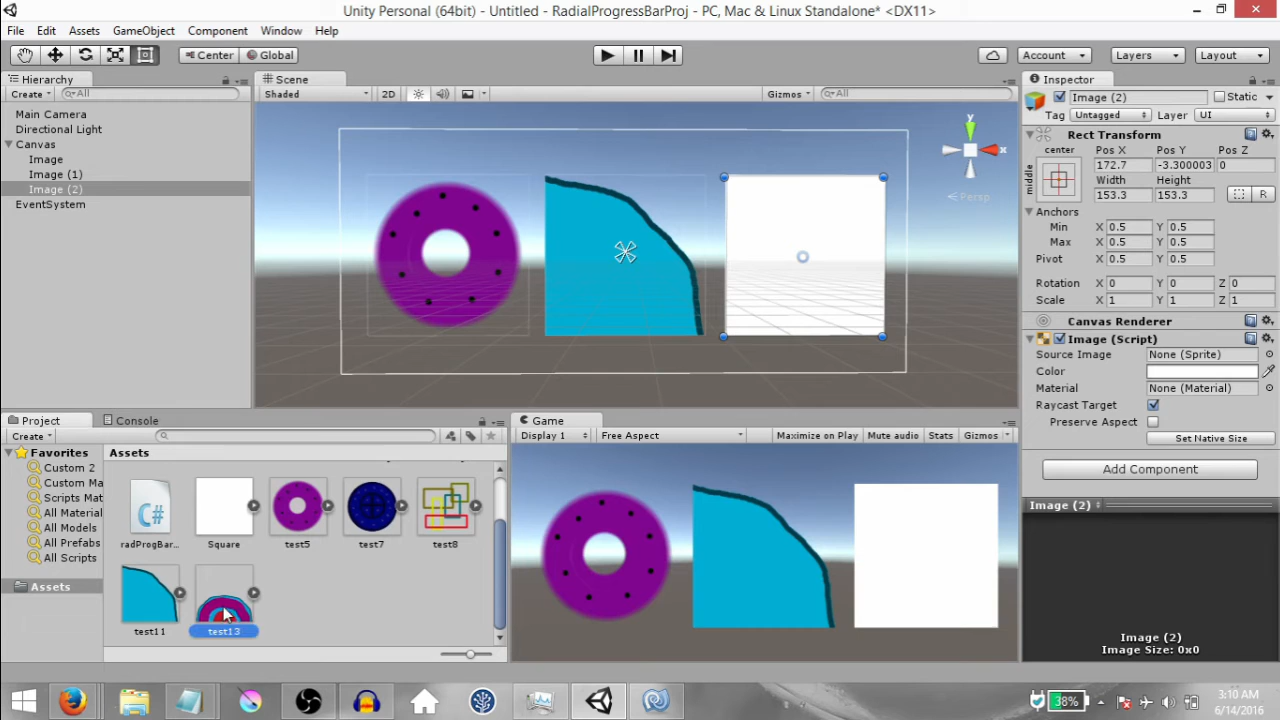 Unity Personal (64bit) - Untitled - RadialProgressBarProj - PC, Mac & Linux Standalone* <DX11>
File Edit Assets GameObject Component Window Help
Center Global Account Layers Layout
Hierarchy
Create All
Main Camera
Directional Light
Canvas
Image
Image (1)
Image (2)
EventSystem
Scene
Shaded 2D Gizmos All
y
x
Persp
Inspector
Image (2) Static
Tag Untagged Layer UI
Rect Transform
center
middle
Pos X Pos Y Pos Z
172.7 -3.300003 0
Width Height
153.3 153.3 R
Anchors
Min X 0.5 Y 0.5
Max X 0.5 Y 0.5
Pivot X 0.5 Y 0.5
Rotation X 0 Y 0 Z 0
Scale X 1 Y 1 Z 1
Canvas Renderer
Image (Script)
Source Image None (Sprite)
Color
Material None (Material)
Raycast Target
Preserve Aspect
Set Native Size
Add Component
Image (2)
Image (2)
Image Size: 0x0
Project Console
Create
Favorites
Custom 2
Custom Ma
Scripts Mat
All Material
All Models
All Prefabs
All Scripts
Assets
Assets
C#
radProgBar... Square test5 test7 test8
test11 test13
Game
Display 1 Free Aspect Maximize on Play Mute audio Stats Gizmos
38%
3:10 AM
6/14/2016